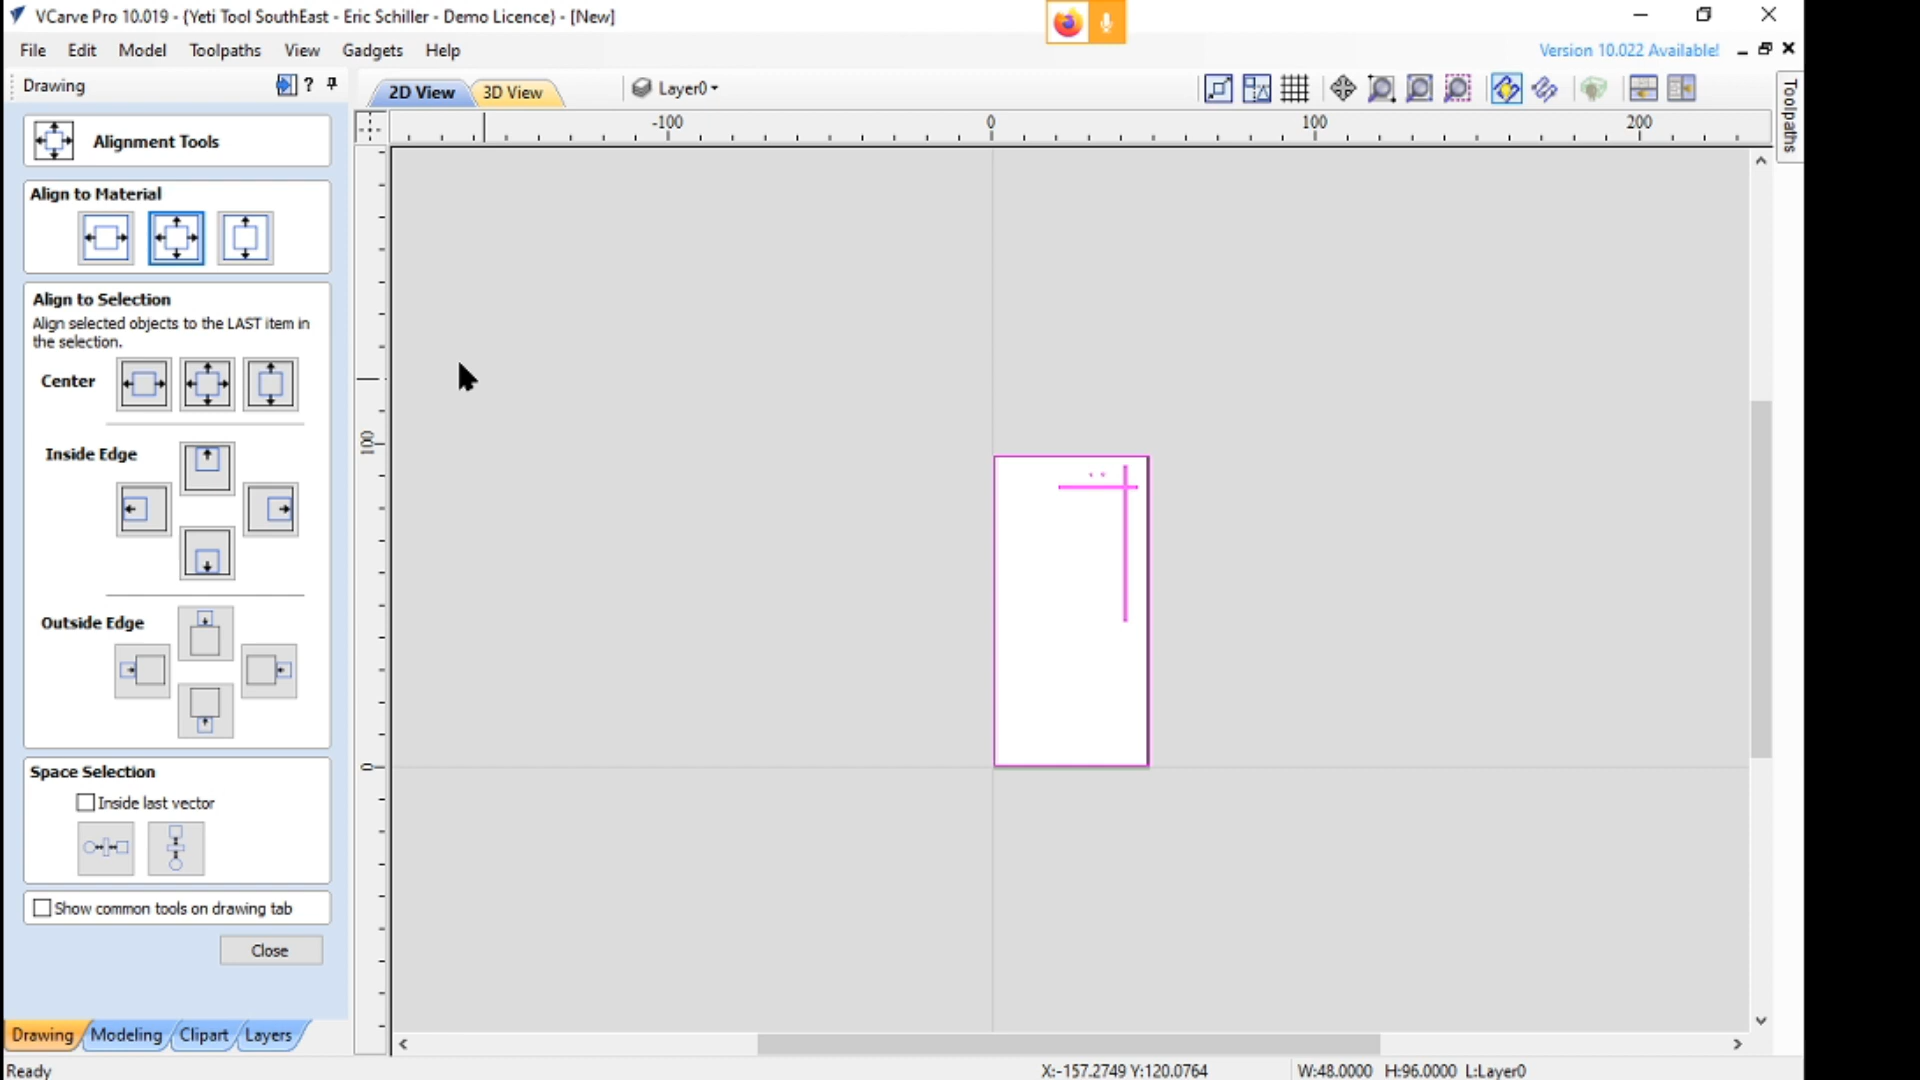 VCarve Pro 10.019 - {Yeti Tool SouthEast - Eric Schiller - Demo Licence} - [New]
File Edit Model Toolpaths View Gadgets Help
Version 10.022 Available!
Drawing
?
2D View
3D View
Layer0
Toolpaths
-100 0 100 200
Alignment Tools
Align to Material
Align to Selection
Align selected objects to the LAST item in
the selection.
Center
100
Inside Edge
Outside Edge
0
Space Selection
Inside last vector
Show common tools on drawing tab
Close
Drawing Modeling Clipart Layers
Ready
X:-157.2749 Y:120.0764
W:48.0000 H:96.0000 L:Layer0